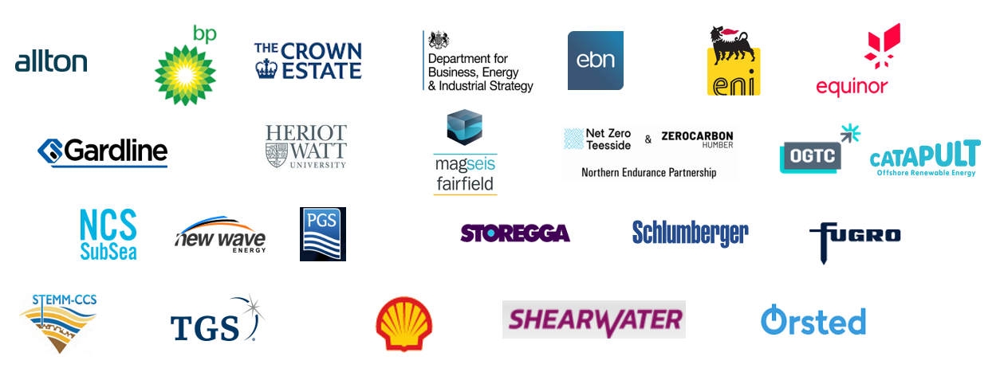 allton
bp
THE CROWN
ESTATE
Department for
Business, Energy
& Industrial Strategy
ebn
eni
equinor
Gardline
HERIOT
WATT
UNIVERSITY
magseis
fairfield
Net Zero
Teesside
&
ZEROCARBON
HUMBER
Northern Endurance Partnership
OGTC
CATAPULT
Offshore Renewable Energy
NCS
SubSea
new wave
ENERGY
PGS
STOREGGA
Schlumberger
FUGRO
STEMM-CCS
TGS
SHEARWATER
Ørsted